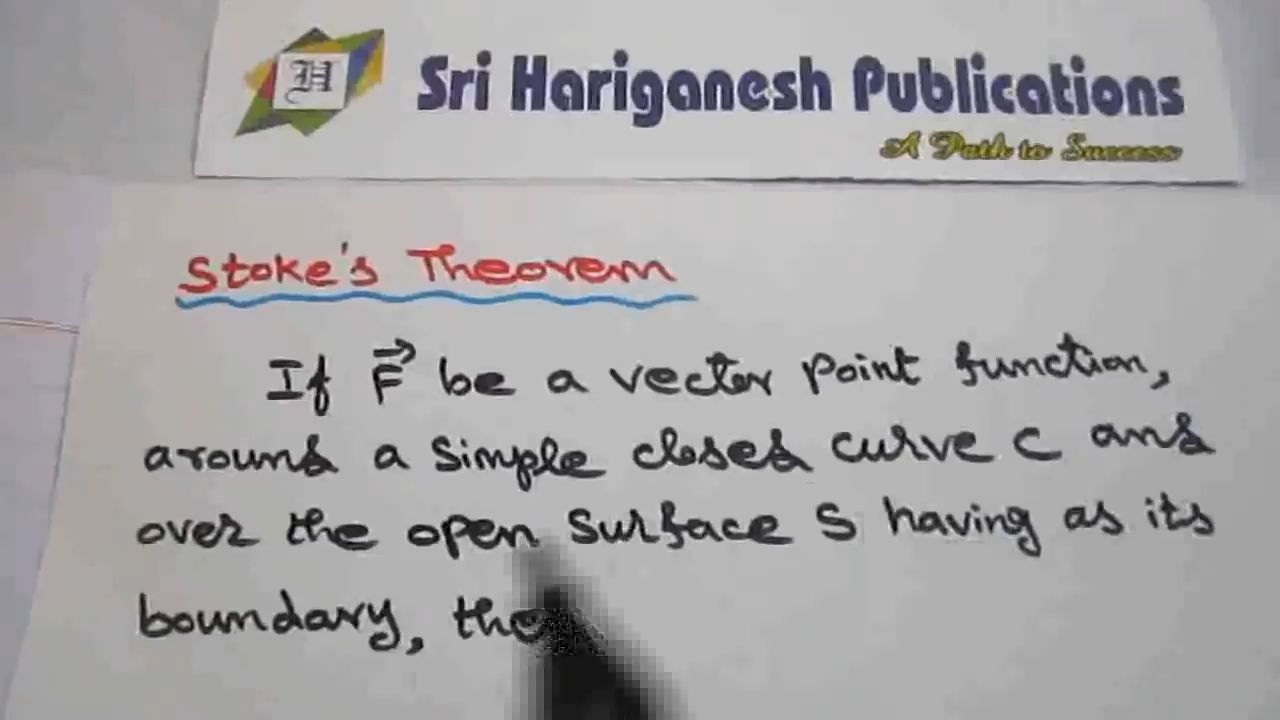 H
Sri Hariganesh Publications
A Path to Success
Stoke's Theorem
If F⃗ be a vector point function,
around a simple closed curve C and
over the open surface S having as its
boundary,